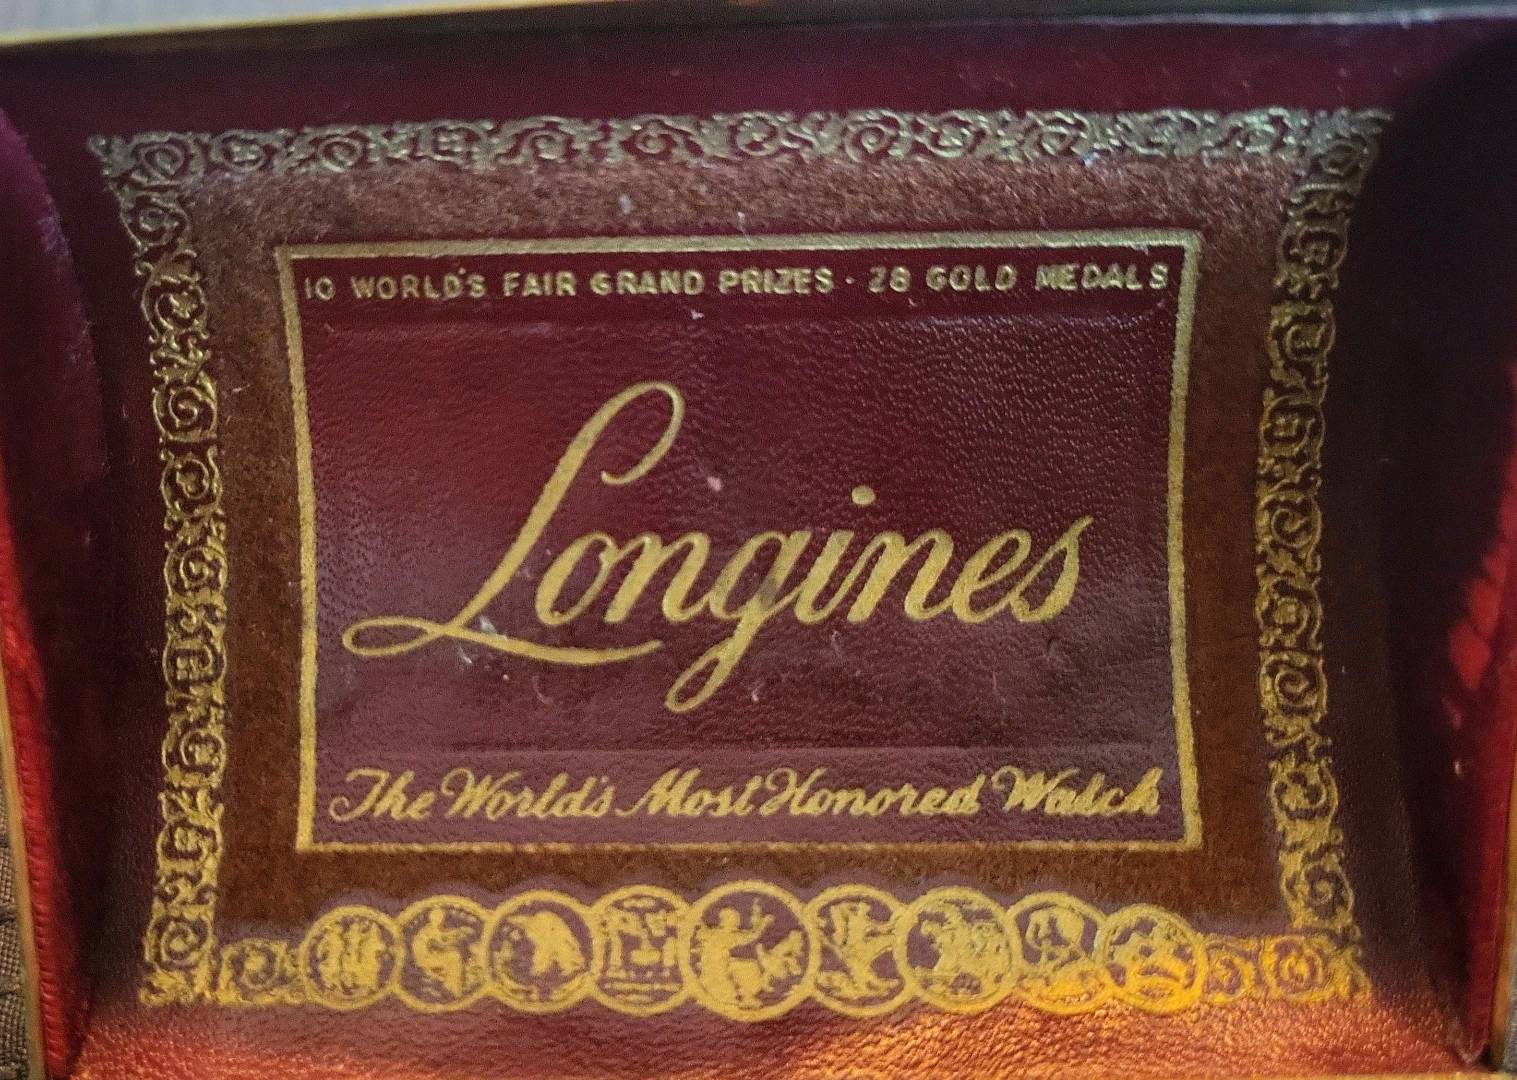 10 WORLD'S FAIR GRAND PRIZES · 28 GOLD MEDALS
Longines
The World's Most Honored Watch